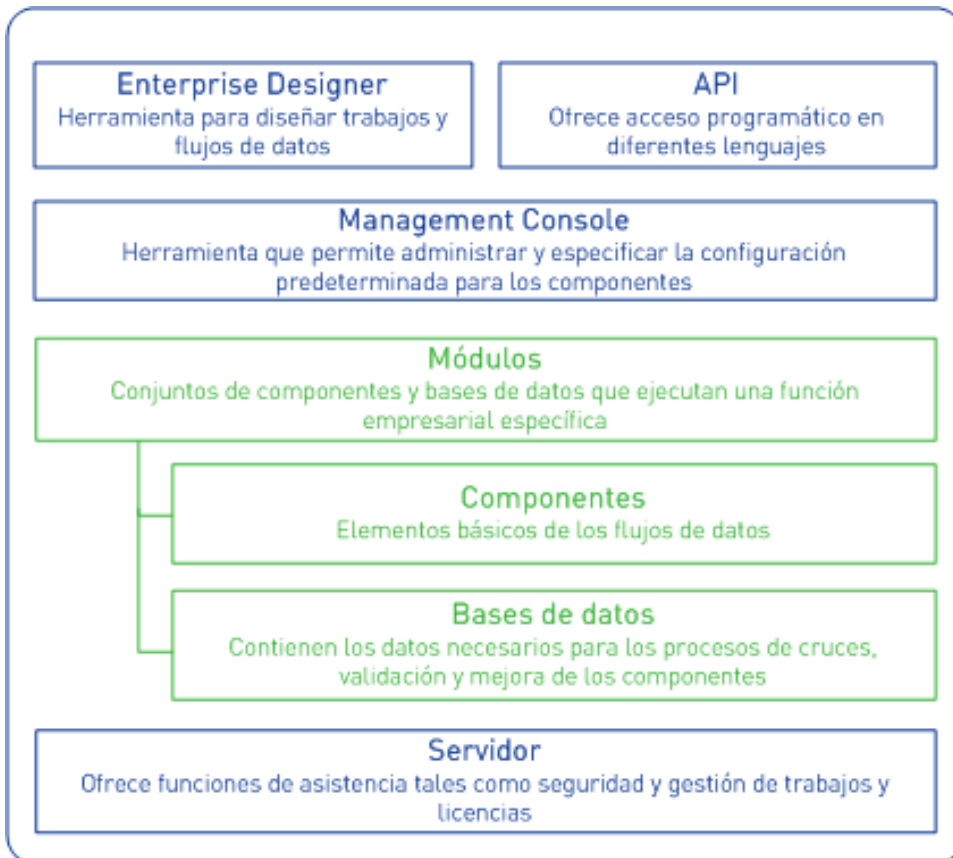 Enterprise Designer
Herramienta para diseñar trabajos y
flujos de datos
API
Ofrece acceso programático en
diferentes lenguajes
Management Console
Herramienta que permite administrar y especificar la configuración
predeterminada para los componentes
Módulos
Conjuntos de componentes y bases de datos que ejecutan una función
empresarial específica
Componentes
Elementos básicos de los flujos de datos
Bases de datos
Contienen los datos necesarios para los procesos de cruces,
validación y mejora de los componentes
Servidor
Ofrece funciones de asistencia tales como seguridad y gestión de trabajos y
licencias